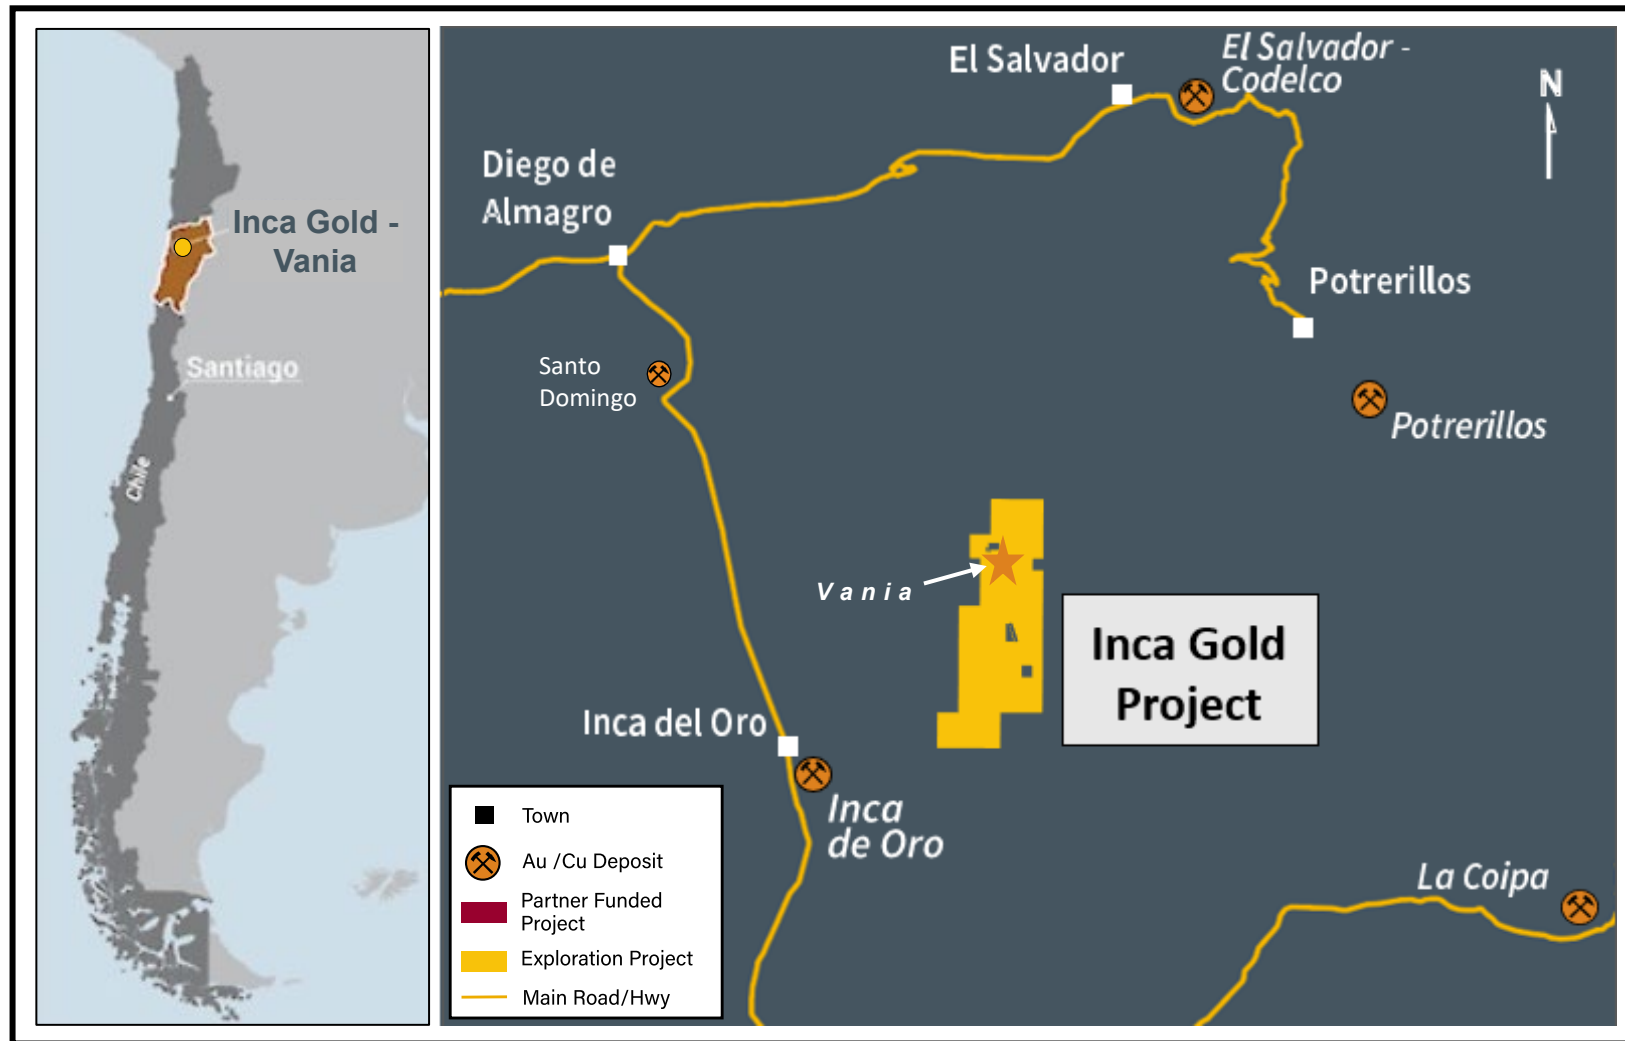 Inca Gold -
Vania
Santiago
Chile
El Salvador
El Salvador -
Codelco
N
Diego de
Almagro
Potrerillos
Santo
Domingo
Potrerillos
Vania
Inca Gold
Project
Inca del Oro
Inca
de Oro
La Coipa
Town
Au /Cu Deposit
Partner Funded
Project
Exploration Project
Main Road/Hwy